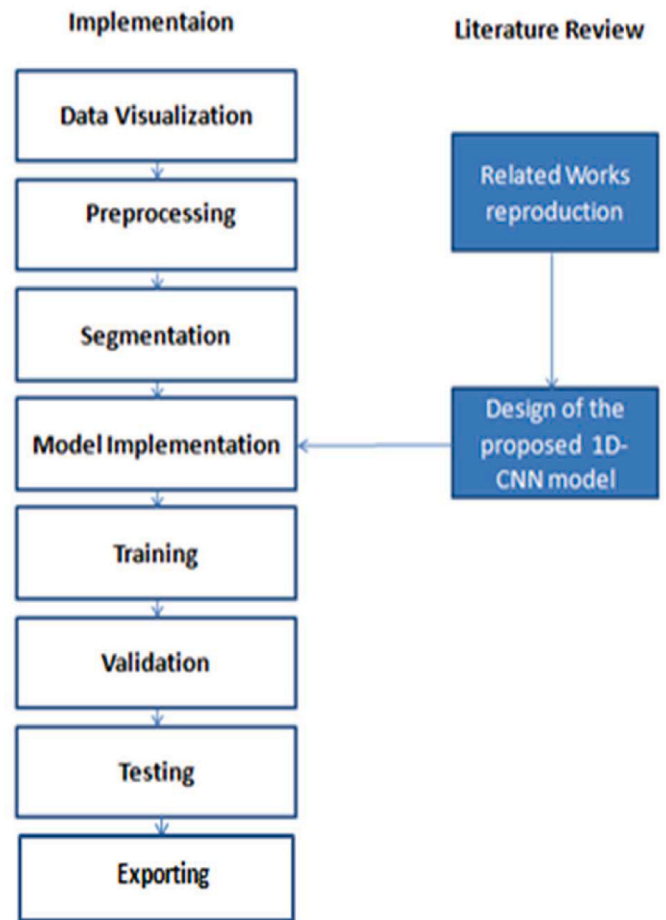 Implementaion
Literature Review
Data Visualization
Preprocessing
Segmentation
Model Implementation
Training
Validation
Testing
Exporting
Related Works
reproduction
Design of the
proposed 1D-
CNN model